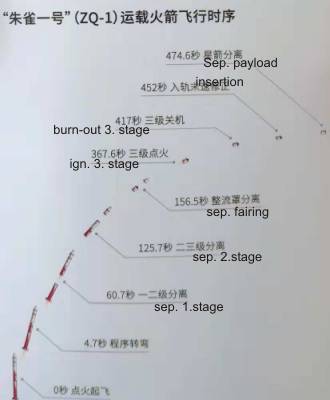 “朱雀一号”(ZQ-1)运载火箭飞行时序
474.6秒 星箭分离
Sep. payload
insertion
452秒 入轨末速修正
417秒 三级关机
burn-out 3. stage
367.6秒 三级点火
ign. 3. stage
156.5秒 整流罩分离
sep. fairing
125.7秒 二三级分离
sep. 2.stage
60.7秒 一二级分离
sep. 1.stage
4.7秒 程序转弯
0秒 点火起飞